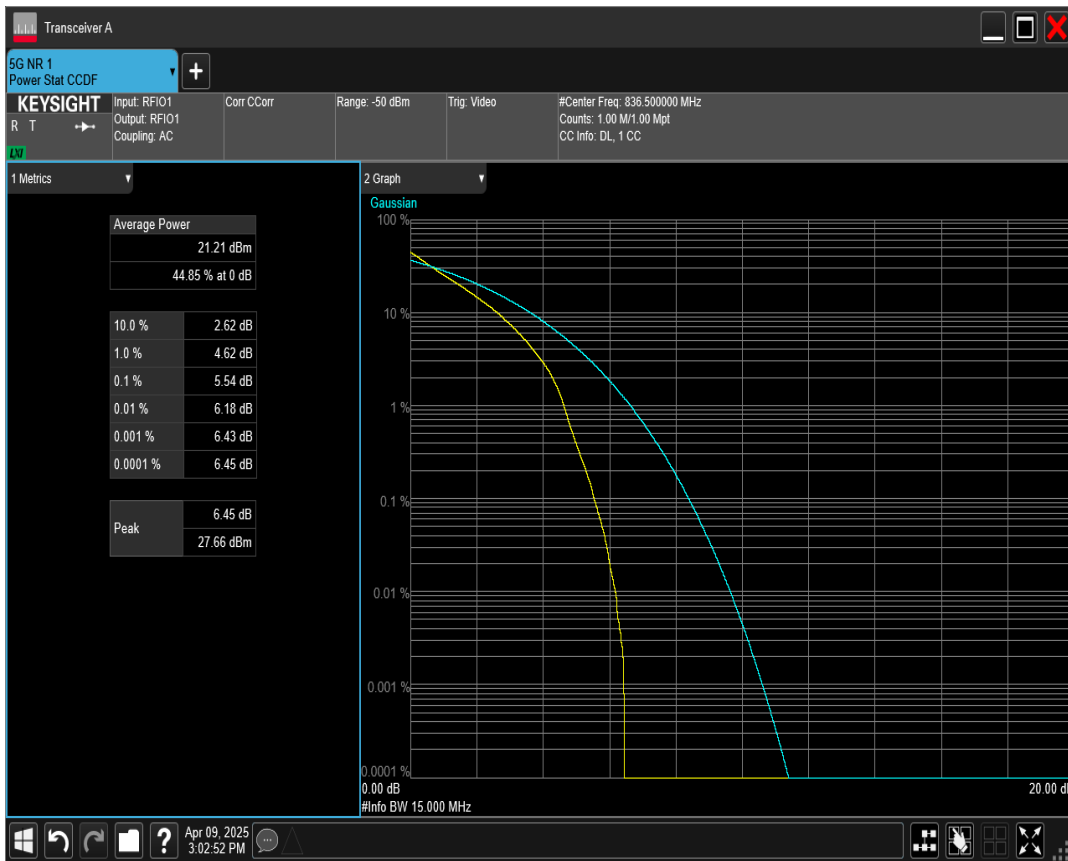 Transceiver A
5G NR 1
Power Stat CCDF
+
KEYSIGHT
R T
LXI
Input: RFIO1
Output: RFIO1
Coupling: AC
Corr CCorr
Range: -50 dBm
Trig: Video
#Center Freq: 836.500000 MHz
Counts: 1.00 M/1.00 Mpt
CC Info: DL, 1 CC
1 Metrics
Average Power
21.21 dBm
44.85 % at 0 dB
10.0 % 2.62 dB
1.0 % 4.62 dB
0.1 % 5.54 dB
0.01 % 6.18 dB
0.001 % 6.43 dB
0.0001 % 6.45 dB
Peak
6.45 dB
27.66 dBm
2 Graph
Gaussian
100 %
10 %
1 %
0.1 %
0.01 %
0.001 %
0.0001 %
0.00 dB
20.00 d
#Info BW 15.000 MHz
?
Apr 09, 2025
3:02:52 PM